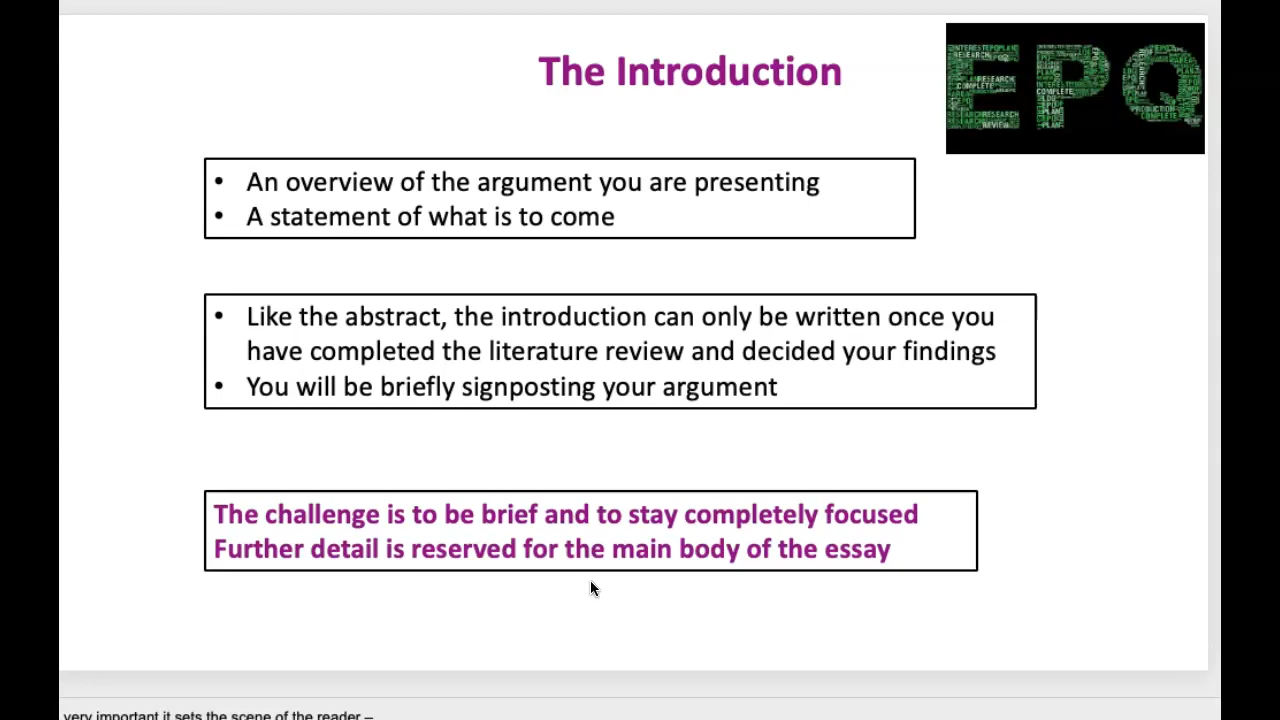 The Introduction
EPQ
• An overview of the argument you are presenting
• A statement of what is to come
• Like the abstract, the introduction can only be written once you
have completed the literature review and decided your findings
• You will be briefly signposting your argument
The challenge is to be brief and to stay completely focused
Further detail is reserved for the main body of the essay
very important it sets the scene of the reader –